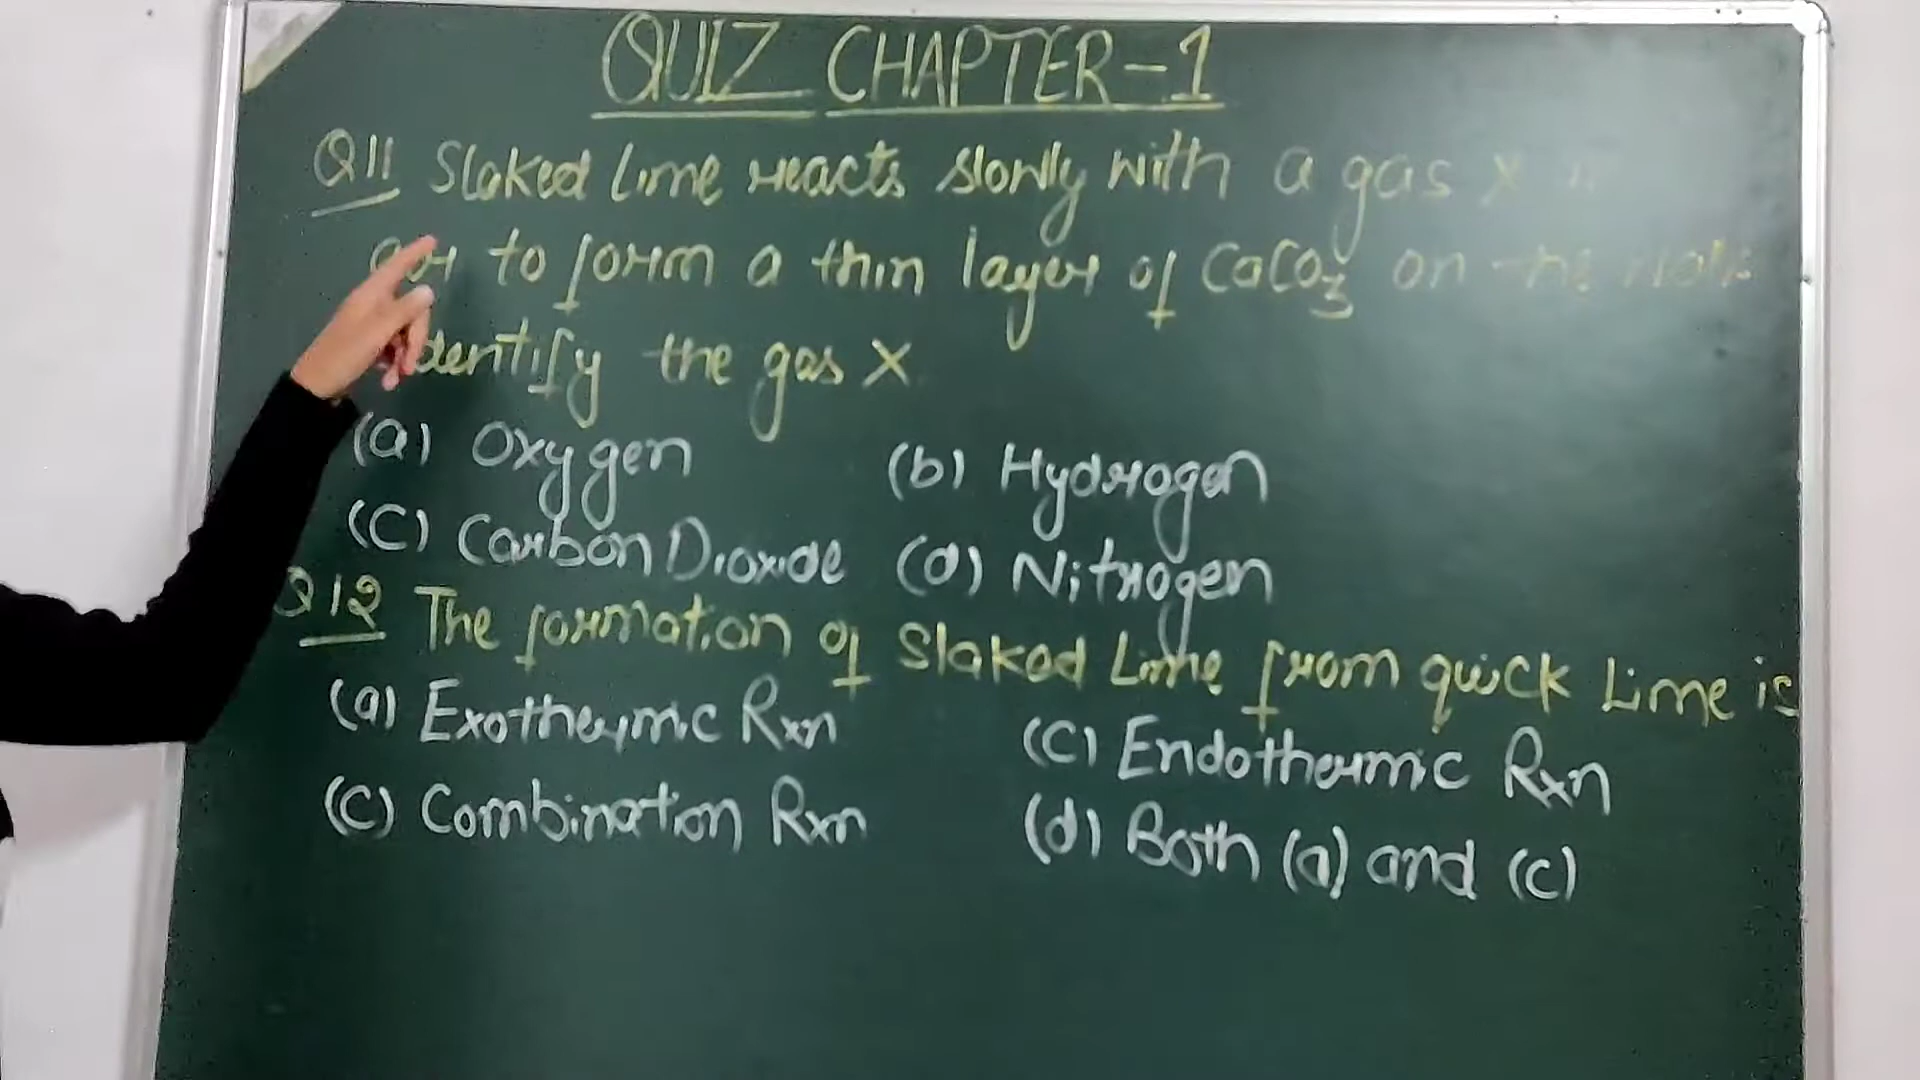 QUIZ CHAPTER-1
Q11 Slaked Lime reacts slowly with a gas X
air to form a thin layer of CaCO3 on the walls
identify the gas X
(a) Oxygen (b) Hydrogen
(C) Carbon Dioxide (d) Nitrogen
Q12 The formation of Slaked Lime from quick Lime is
(a) Exothermic Rxn (C) Endothermic Rxn
(C) Combination Rxn (d) Both (a) and (c)